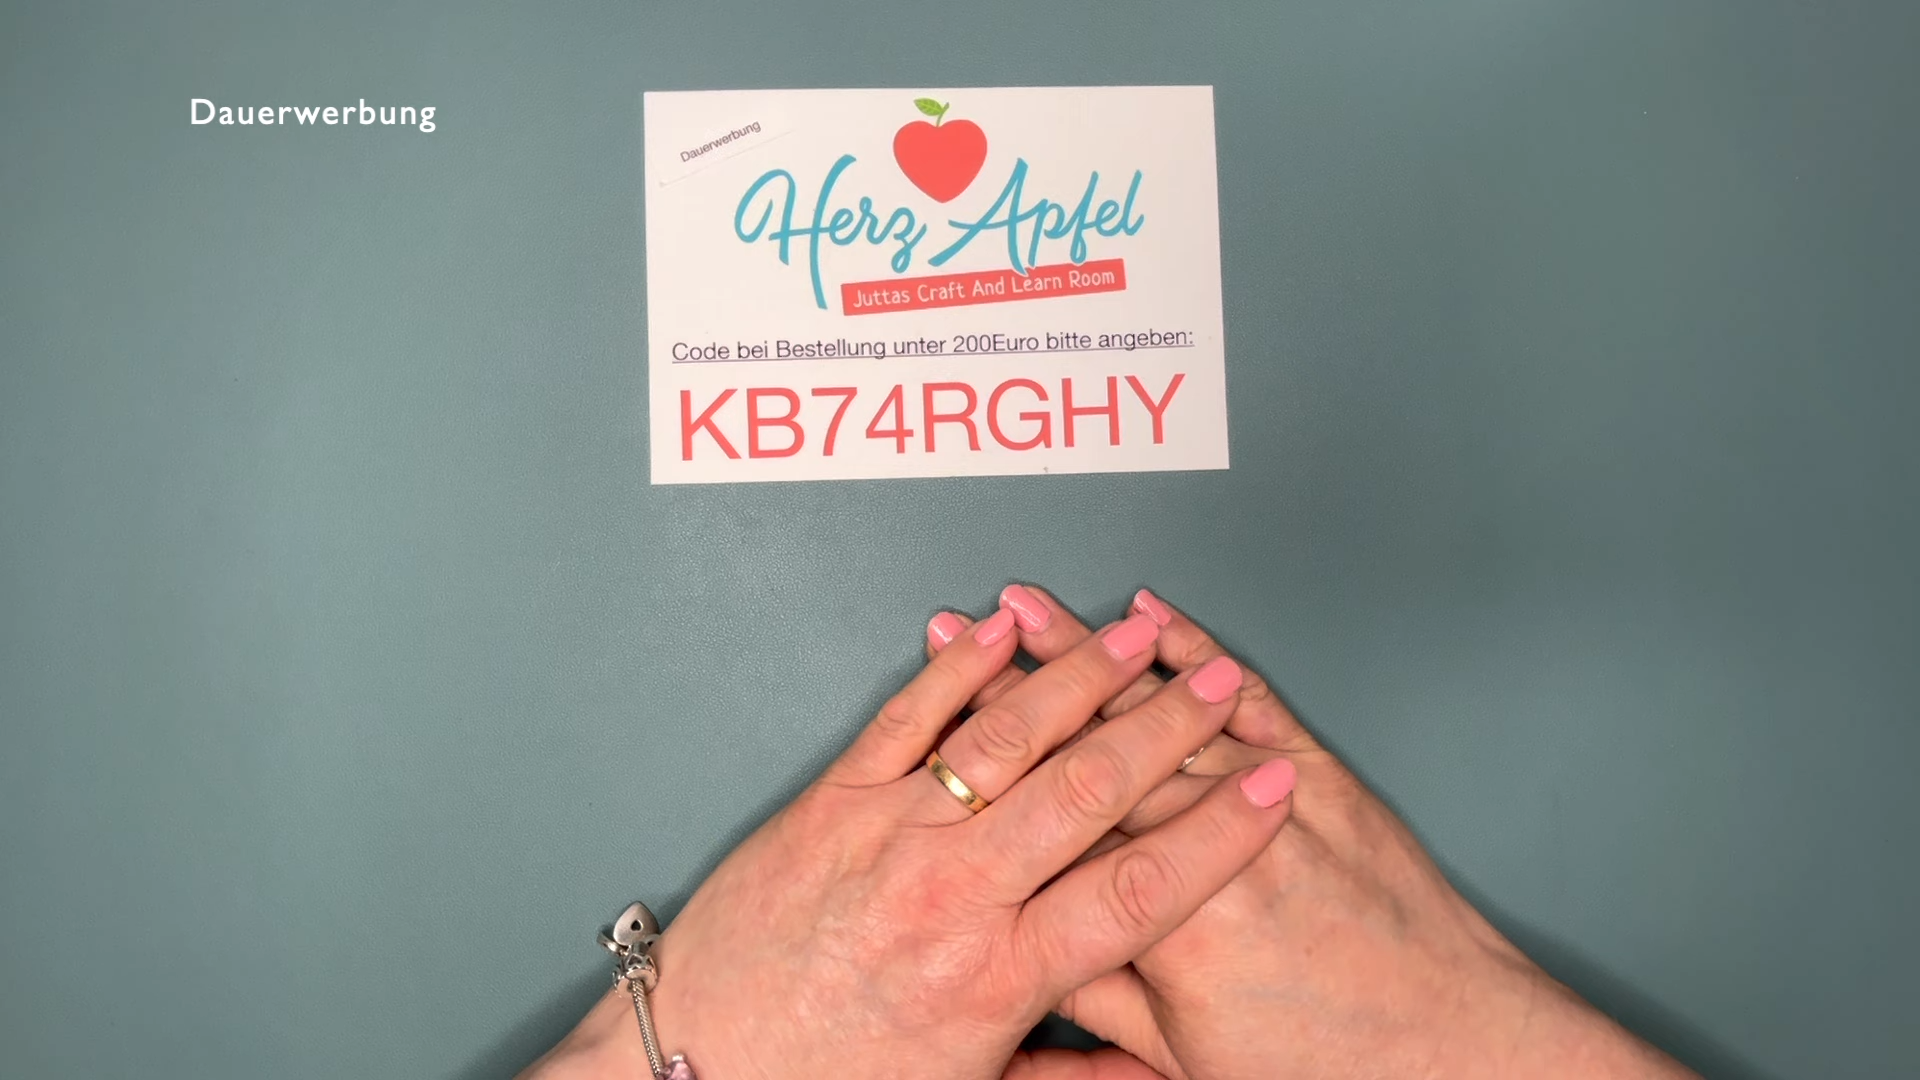 Dauerwerbung
Dauerwerbung
Herz Apfel
Juttas Craft And Learn Room
Code bei Bestellung unter 200Euro bitte angeben:
KB74RGHY